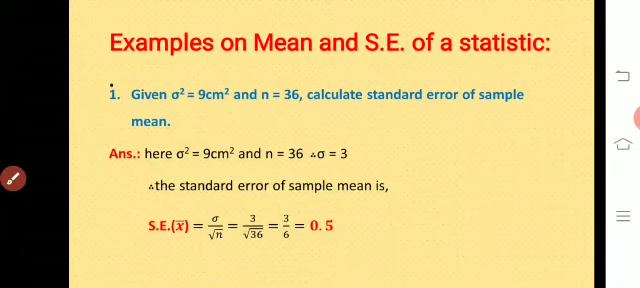 Examples on Mean and S.E. of a statistic:
1. Given σ² = 9cm² and n = 36, calculate standard error of sample
mean.
Ans.: here σ² = 9cm² and n = 36 ∴σ = 3
∴the standard error of sample mean is,
S.E.(x̅) = σ/√n = 3/√36 = 3/6 = 0.5